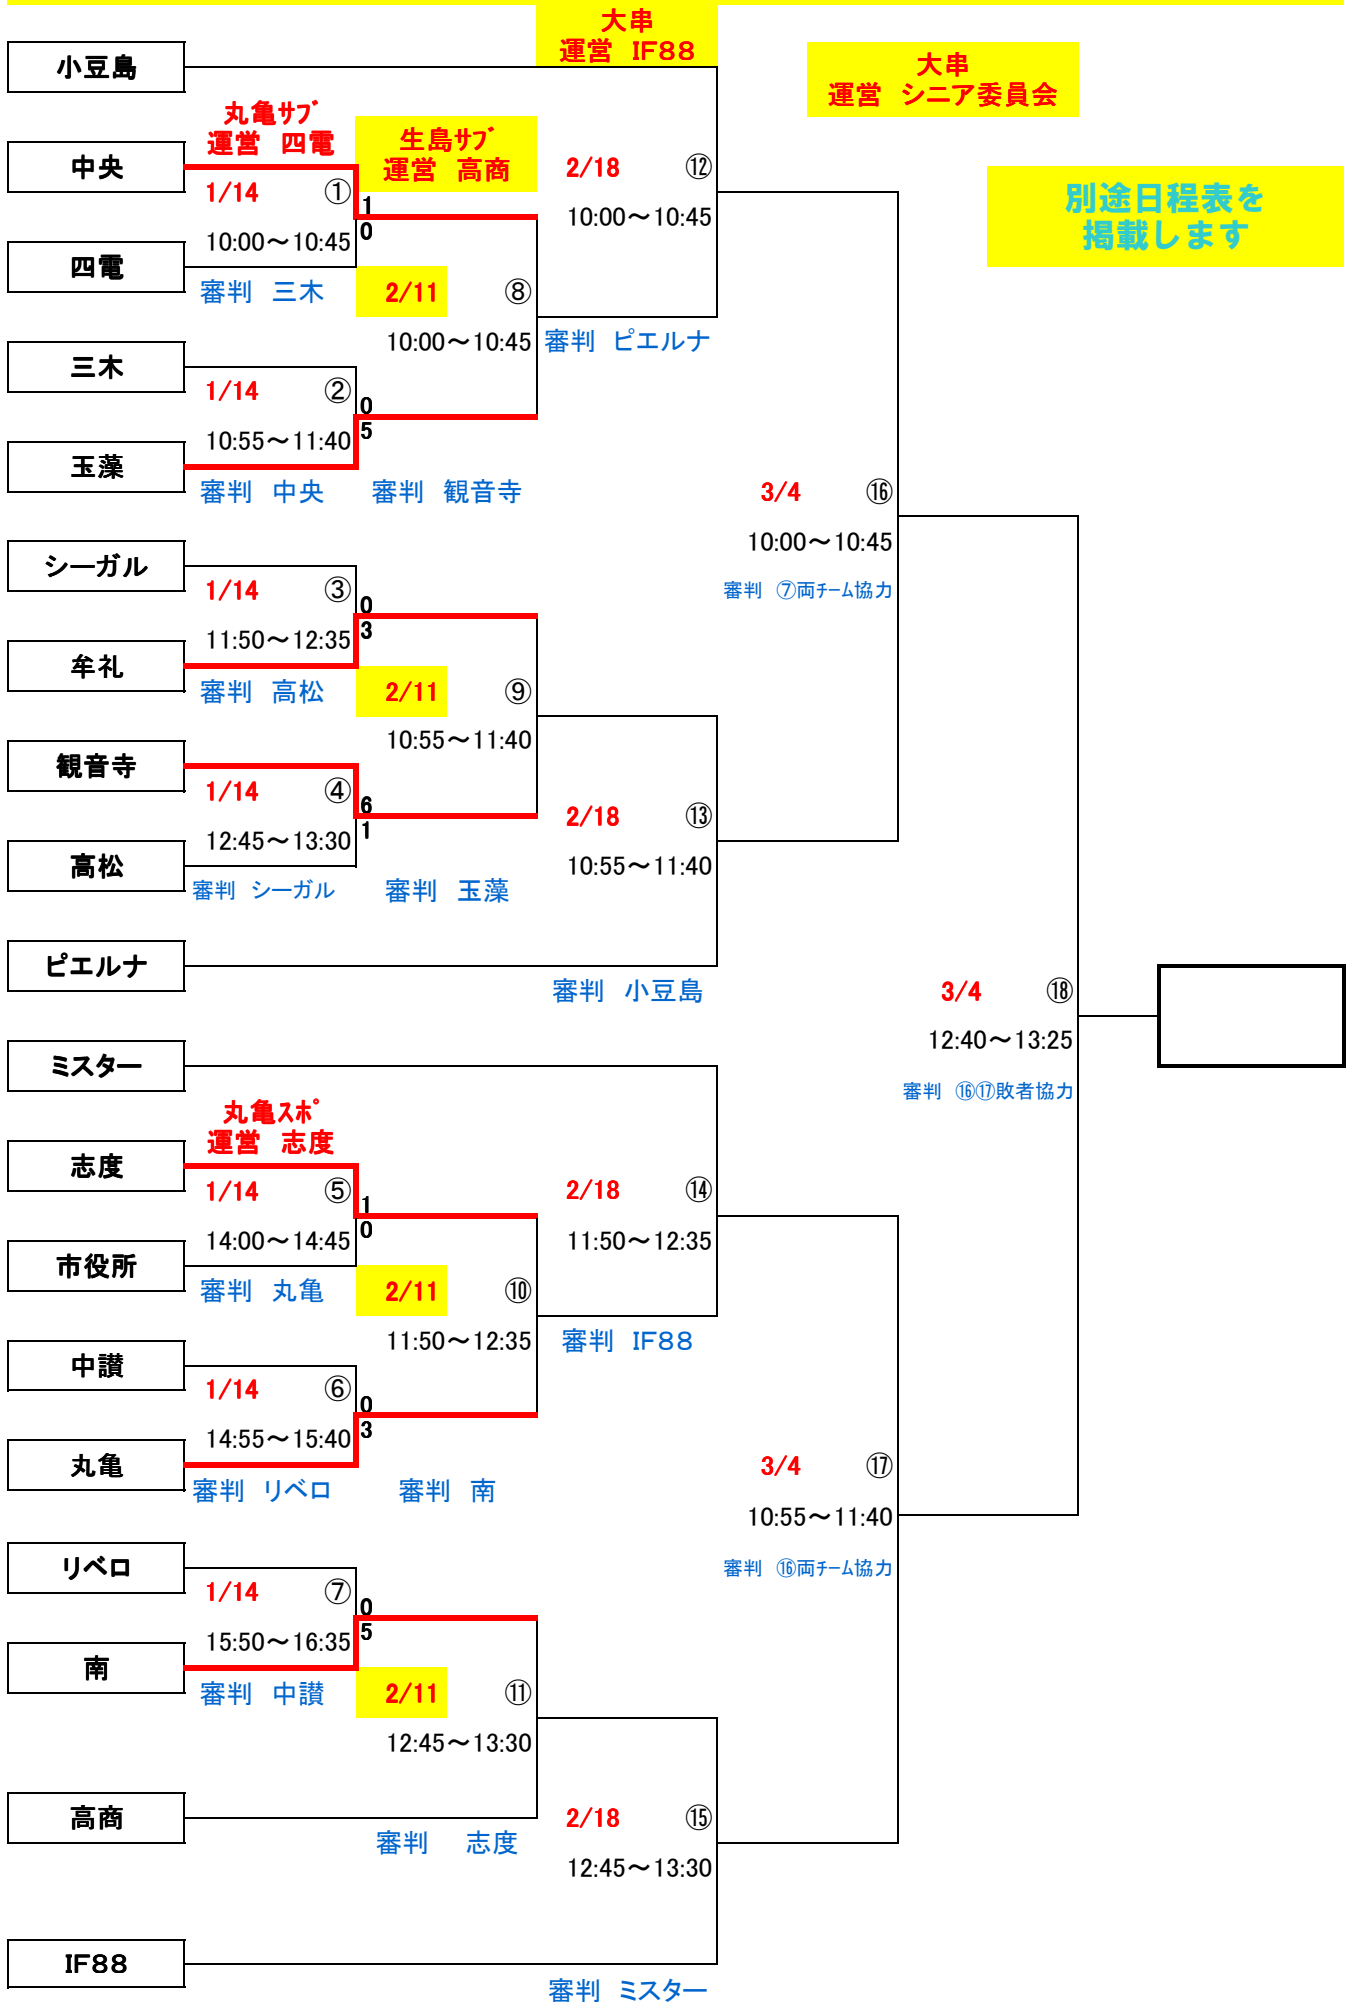 大串
運営 IF88
小豆島
大串
運営 シニア委員会
丸亀ｻﾌﾞ
運営 四電
生島ｻﾌﾞ
運営 高商
中央
2/18 ⑫
1/14 ①
1
0
10:00～10:45
10:00～10:45
別途日程表を
掲載します
四電
審判 三木
2/11 ⑧
10:00～10:45
審判 ピエルナ
三木
1/14 ②
0
5
10:55～11:40
玉藻
審判 中央
審判 観音寺
3/4 ⑯
10:00～10:45
審判 ⑦両ﾁｰﾑ協力
シーガル
1/14 ③
0
3
11:50～12:35
牟礼
審判 高松
2/11 ⑨
10:55～11:40
観音寺
1/14 ④
6
1
12:45～13:30
2/18 ⑬
10:55～11:40
高松
審判 シーガル
審判 玉藻
ピエルナ
審判 小豆島
3/4 ⑱
12:40～13:25
審判 ⑯⑰敗者協力
ミスター
丸亀ｽﾎﾟ
運営 志度
志度
1/14 ⑤
1
0
14:00～14:45
2/18 ⑭
11:50～12:35
市役所
審判 丸亀
2/11 ⑩
11:50～12:35
審判 IF88
中讃
1/14 ⑥
0
3
14:55～15:40
丸亀
審判 リベロ
審判 南
3/4 ⑰
10:55～11:40
審判 ⑯両ﾁｰﾑ協力
リベロ
1/14 ⑦
0
5
15:50～16:35
南
審判 中讃
2/11 ⑪
12:45～13:30
高商
審判 志度
2/18 ⑮
12:45～13:30
IF88
審判 ミスター